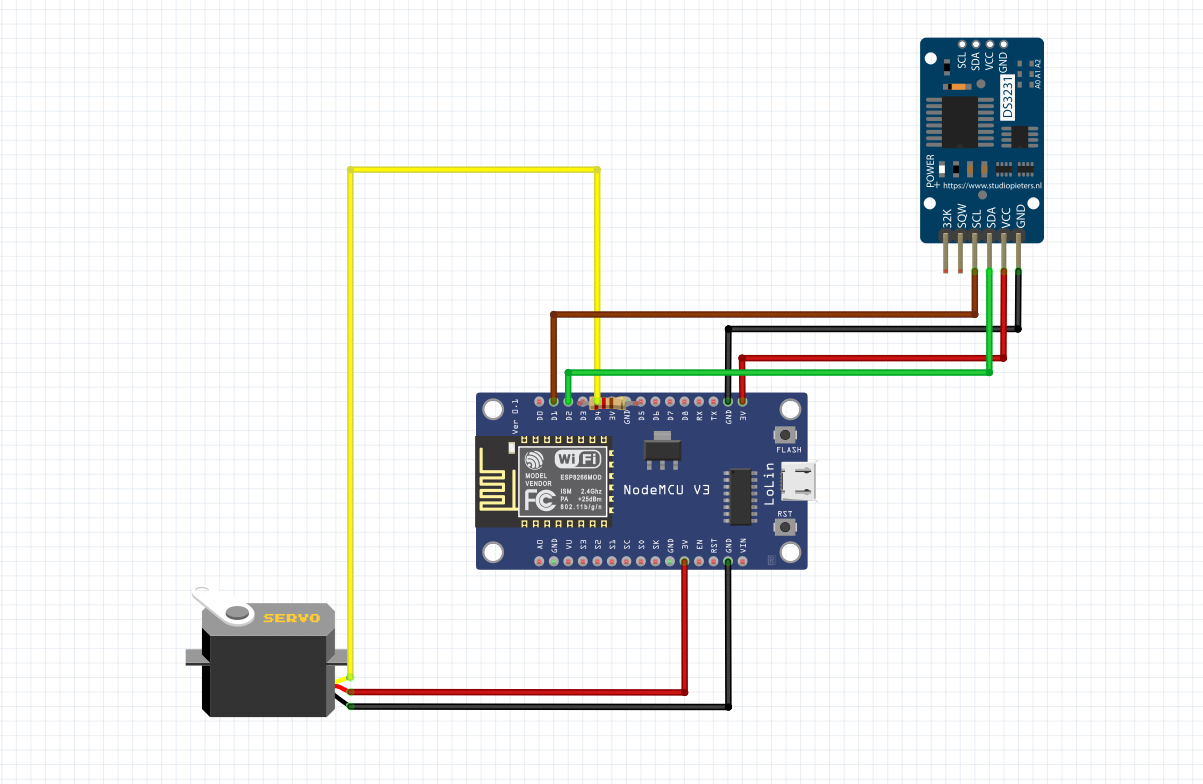 SCL
SDA
VCC
GND
A0 A1 A2
DS3231
POWER
+
https://www.studiopieters.nl
32K
SQW
SCL
SDA
VCC
GND
Ver 0.1
D0
D1
D2
D3
D4
3V
GND
D5
D6
D7
D8
RX
TX
GND
3V
FLASH
WiFi
MODEL
VENDOR
ESP8266MOD
FC
ISM 2.4Ghz
PA +25dBm
802.11b/g/n
NodeMCU V3
LoLin
RST
A0
GND
VU
S3
S2
S1
SC
S0
SK
GND
3V
EN
RST
GND
VIN
SERVO